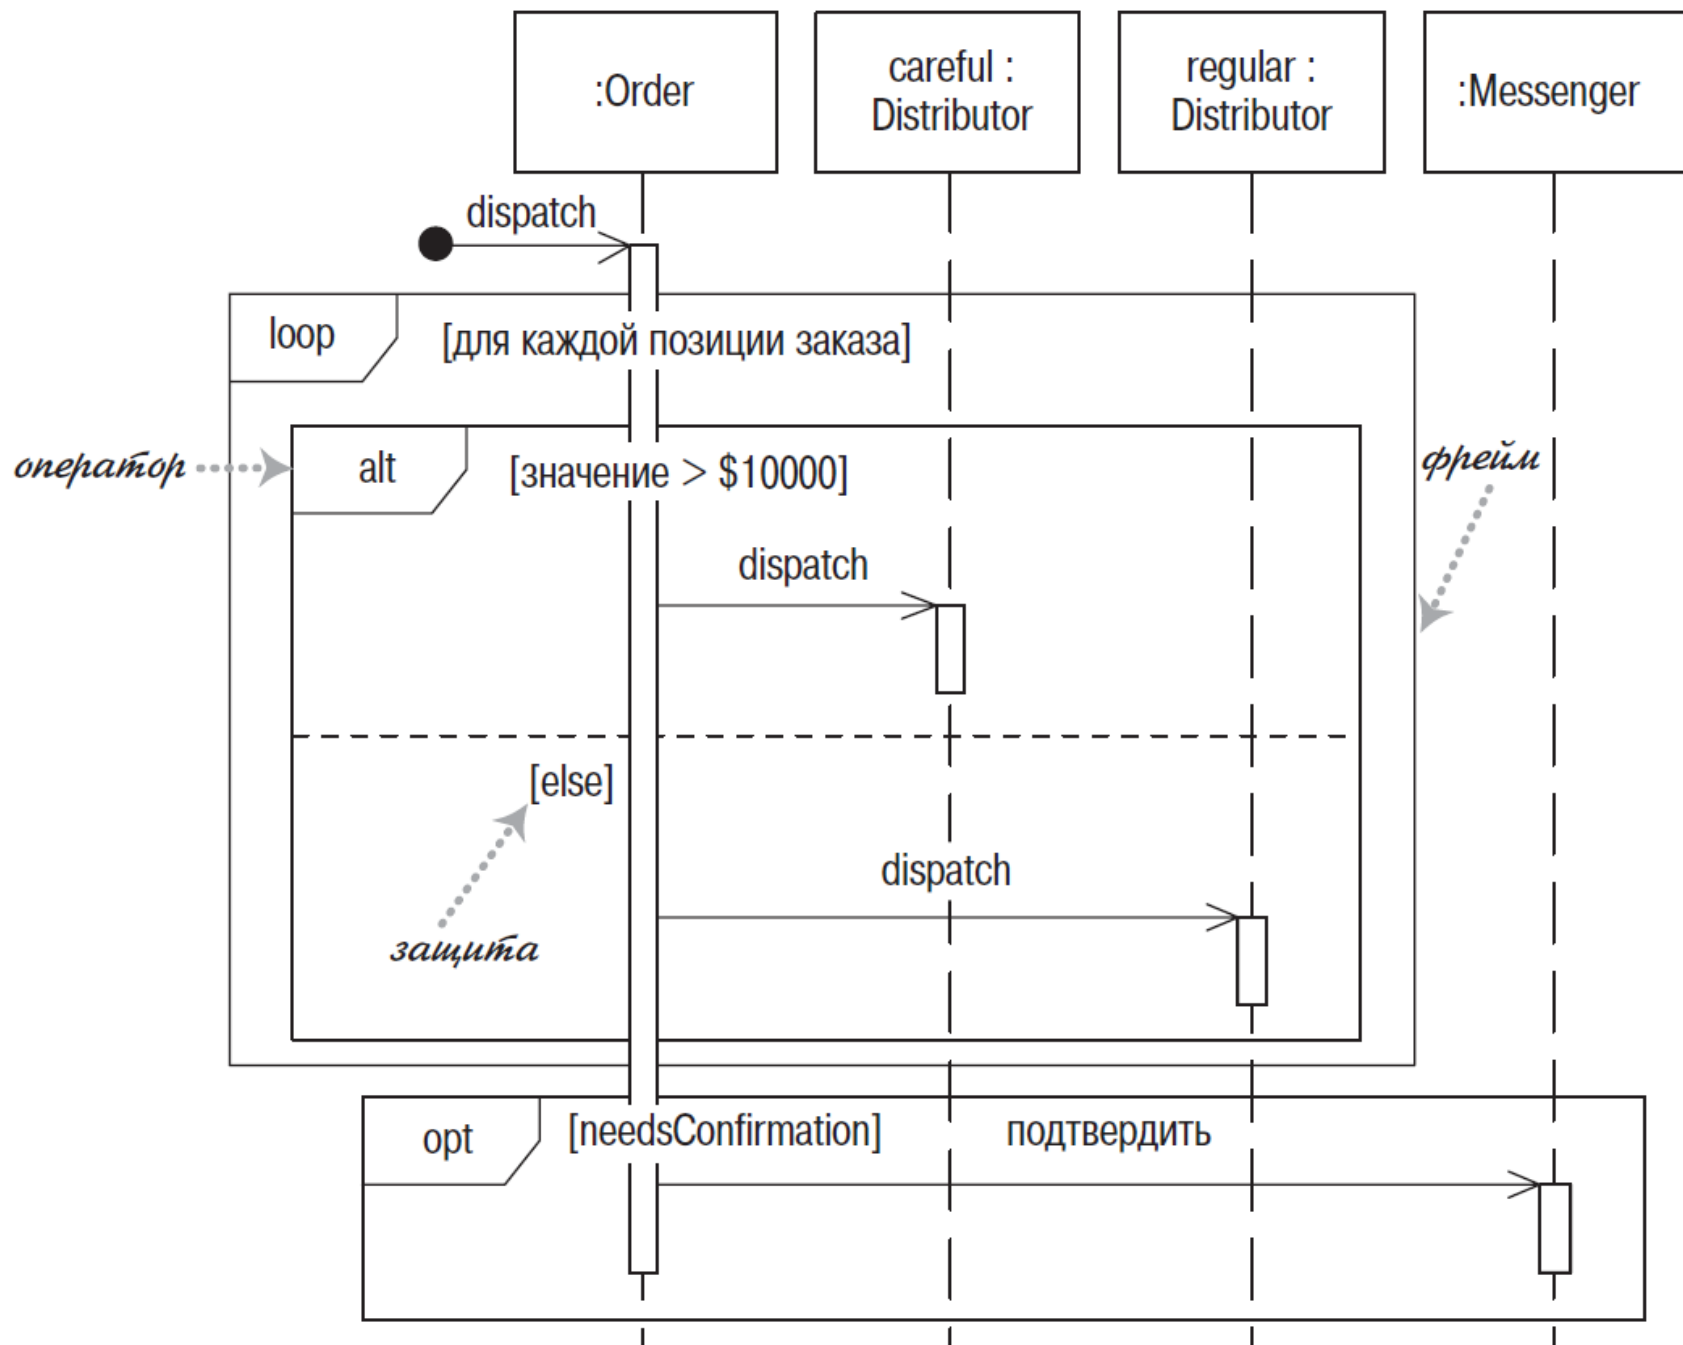 :Order
careful :
Distributor
regular :
Distributor
:Messenger
dispatch
loop
[для каждой позиции заказа]
оператор
alt
[значение > $10000]
фрейм
dispatch
[else]
dispatch
защита
opt
[needsConfirmation]
подтвердить